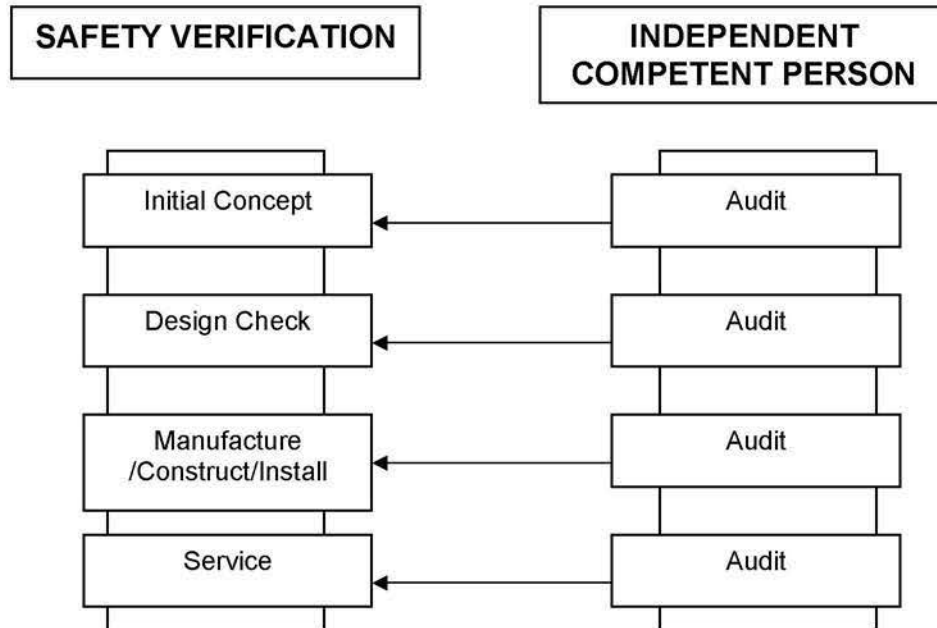 SAFETY VERIFICATION
INDEPENDENT
COMPETENT PERSON
Initial Concept
Audit
Design Check
Audit
Manufacture
/Construct/Install
Audit
Service
Audit